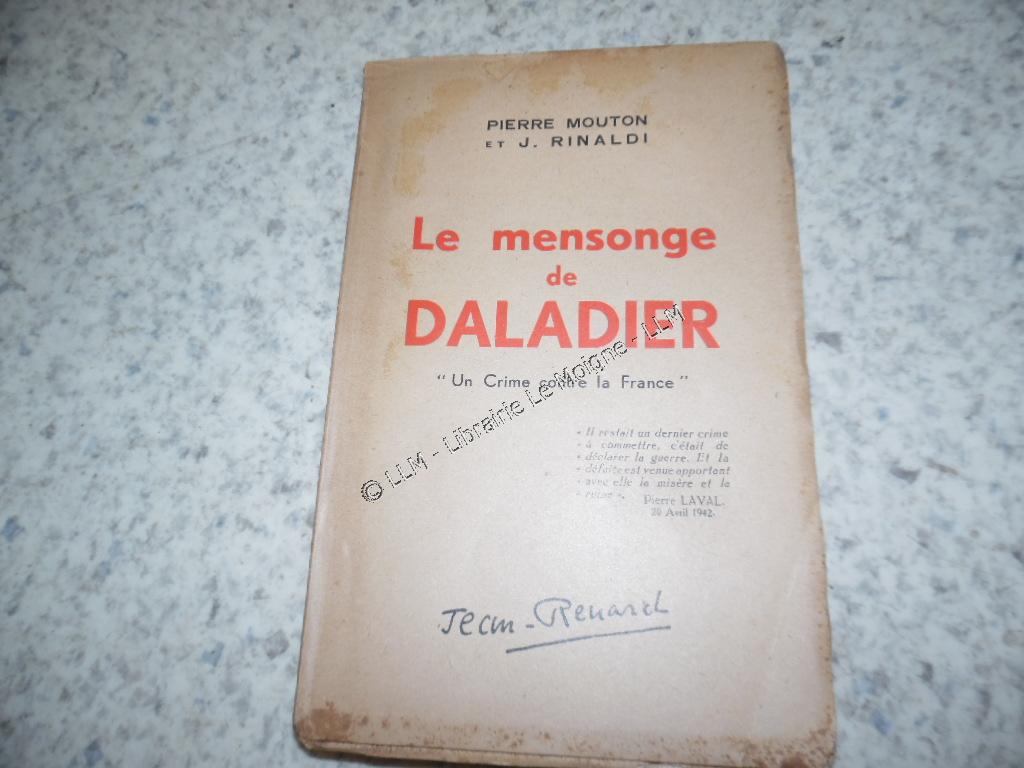 PIERRE MOUTON
ET J. RINALDI
Le mensonge
de
DALADIER
" Un Crime contre la France "
« Il restait un dernier crime
« à commettre, c'était de
« déclarer la guerre. Et la
« défaite est venue apportant
« avec elle la misère et la
« ruine ». Pierre LAVAL.
20 Avril 1942.
© LLM - Librairie Le Moigne - LLM
Jean-Renard